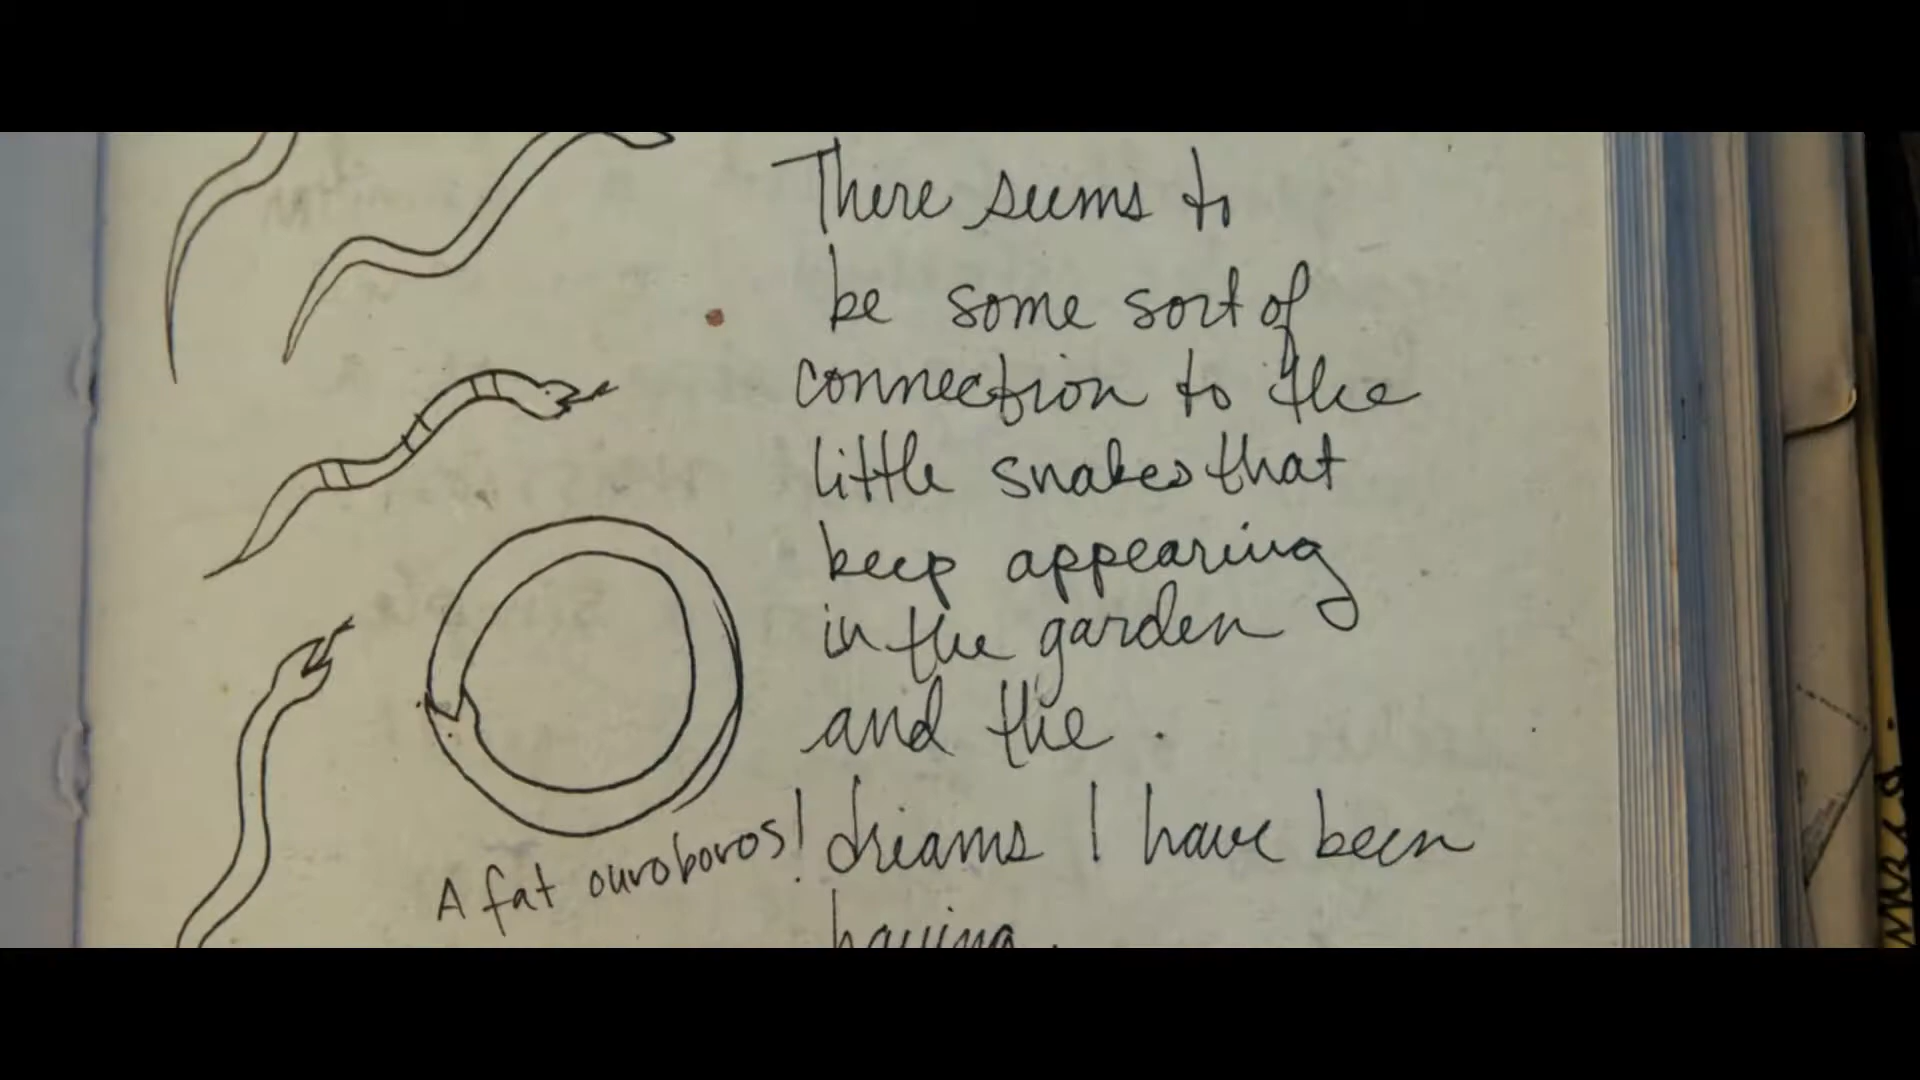 There seems to
be some sort of
connection to the
little snakes that
keep appearing
in the garden
and the
dreams I have been
having.
A fat ouroboros!